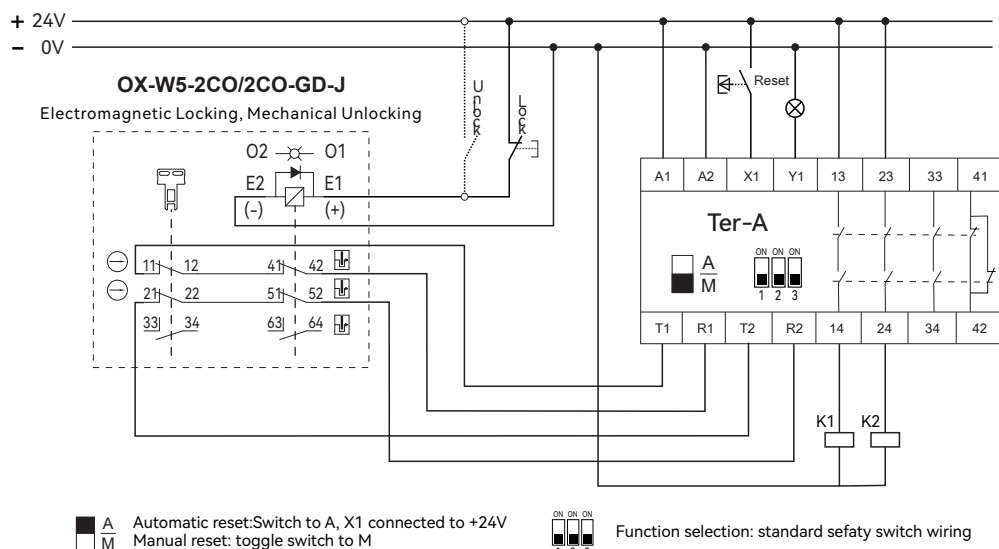 + 24V
− 0V
OX-W5-2CO/2CO-GD-J
Electromagnetic Locking, Mechanical Unlocking
Unlock
Lock
Reset
O2 O1
E2 E1
(-) (+)
11 12 41 42
21 22 51 52
33 34 63 64
A1 A2 X1 Y1 13 23 33 41
Ter-A
A
M
ON ON ON
1 2 3
T1 R1 T2 R2 14 24 34 42
K1 K2
A
M
Automatic reset:Switch to A, X1 connected to +24V
Manual reset: toggle switch to M
ON ON ON
Function selection: standard sefaty switch wiring